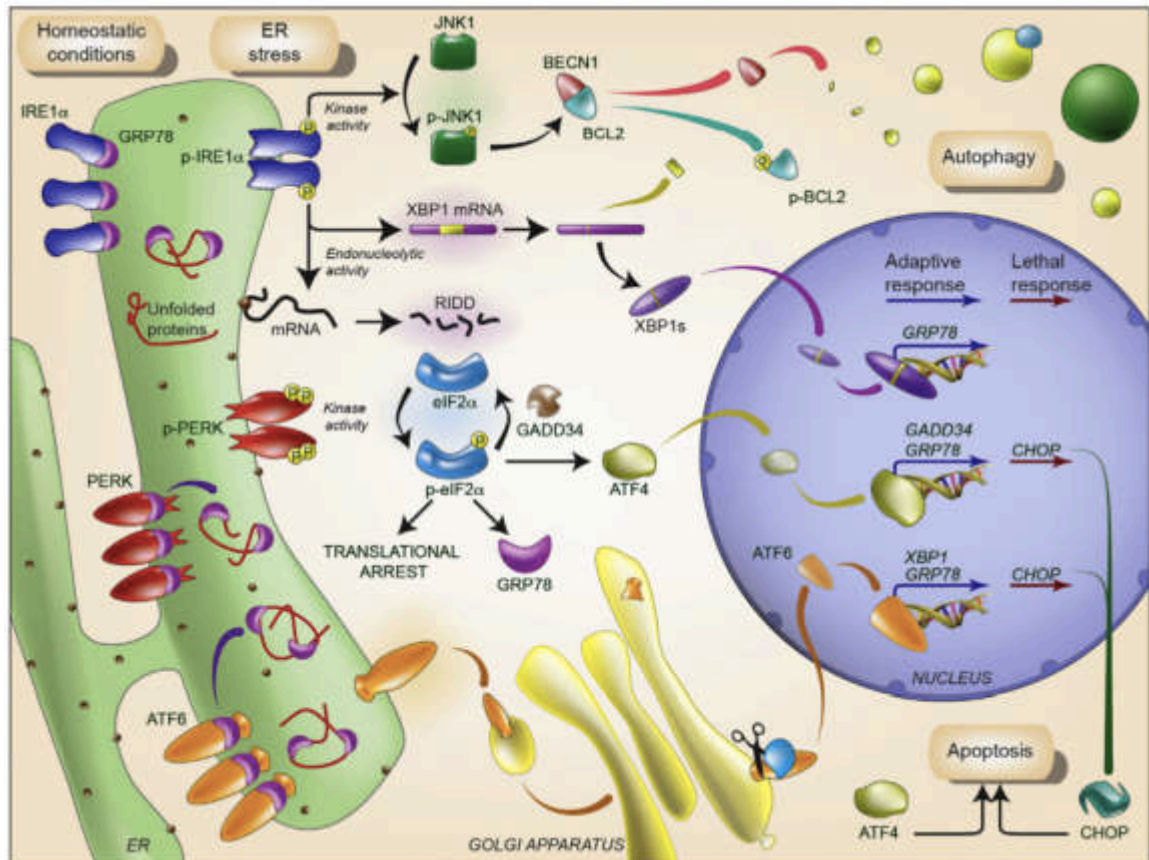 Homeostatic
conditions
ER
stress
JNK1
IRE1α
GRP78
Kinase
activity
p-JNK1
BECN1
BCL2
p-IRE1α
P
P
P
P
p-BCL2
Autophagy
XBP1 mRNA
Endonucleolytic
activity
XBP1s
Unfolded
proteins
mRNA
RIDD
Adaptive
response
Lethal
response
GRP78
eIF2α
P
P
P
P
p-PERK
Kinase
activity
P
GADD34
p-eIF2α
ATF4
GADD34
GRP78
CHOP
PERK
TRANSLATIONAL
ARREST
GRP78
ATF6
XBP1
GRP78
CHOP
NUCLEUS
ATF6
Apoptosis
ATF4
CHOP
ER
GOLGI APPARATUS